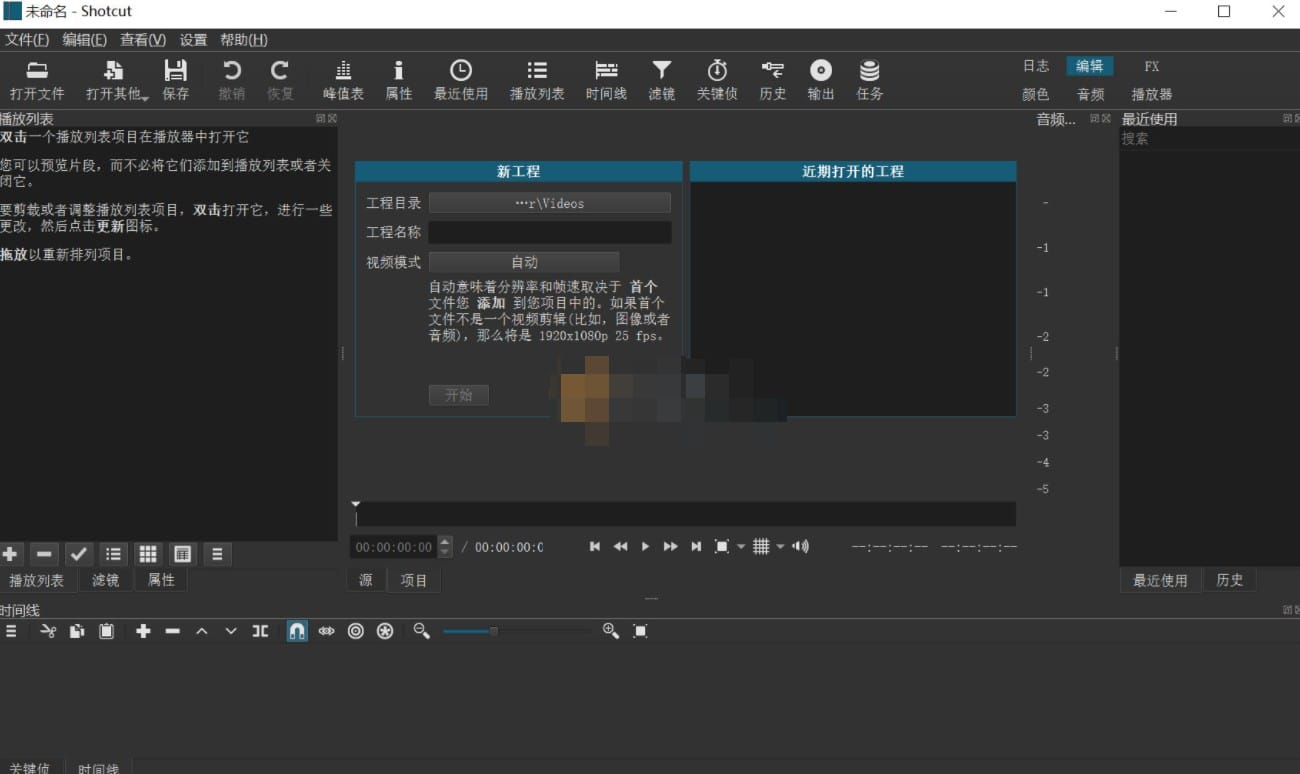 未命名 - Shotcut
文件(F) 编辑(E) 查看(V) 设置 帮助(H)
打开文件 打开其他 保存 撤销 恢复 峰值表 属性 最近使用 播放列表 时间线 滤镜 关键侦 历史 输出 任务
日志 编辑 FX
颜色 音频 播放器
播放列表
双击一个播放列表项目在播放器中打开它
您可以预览片段，而不必将它们添加到播放列表或者关
闭它。
要剪裁或者调整播放列表项目，双击打开它，进行一些
更改，然后点击更新图标。
拖放以重新排列项目。
播放列表 滤镜 属性
新工程
工程目录 …r\Videos
工程名称
视频模式 自动
自动意味着分辨率和帧速取决于 首个
文件您 添加 到您项目中的。如果首个
文件不是一个视频剪辑(比如，图像或者
音频)，那么将是 1920x1080p 25 fps。
开始
近期打开的工程
00:00:00:00 / 00:00:00:0
--:--:--:-- --:--:--:--
源 项目
音频...
-
-1
-1
-2
-2
-3
-3
-4
-5
最近使用
搜索
最近使用 历史
时间线
关键侦 时间线